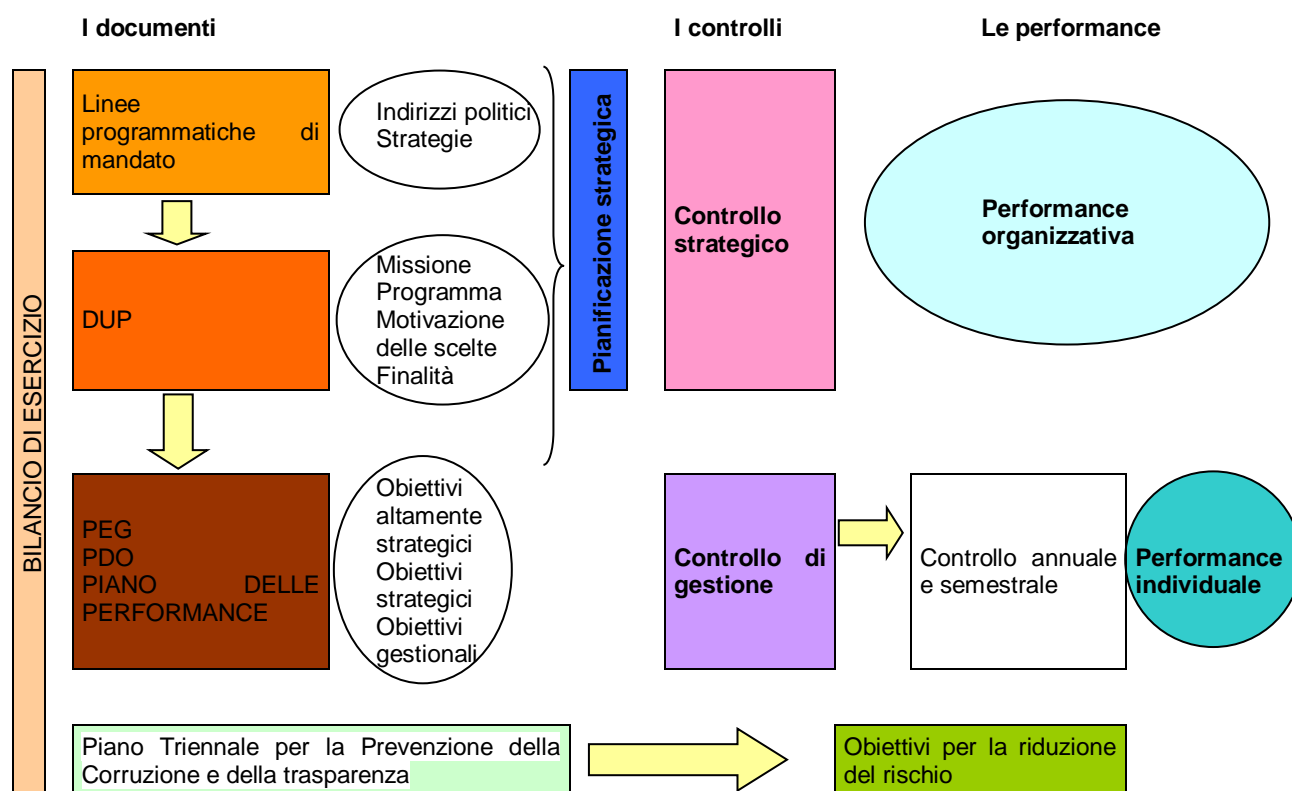 I documenti
I controlli
Le performance
BILANCIO DI ESERCIZIO
Linee
programmatiche di
mandato
Indirizzi politici
Strategie
Pianificazione strategica
Controllo
strategico
Performance
organizzativa
DUP
Missione
Programma
Motivazione
delle scelte
Finalità
PEG
PDO
PIANO DELLE
PERFORMANCE
Obiettivi
altamente
strategici
Obiettivi
strategici
Obiettivi
gestionali
Controllo di
gestione
Controllo annuale
e semestrale
Performance
individuale
Piano Triennale per la Prevenzione della
Corruzione e della trasparenza
Obiettivi per la riduzione
del rischio